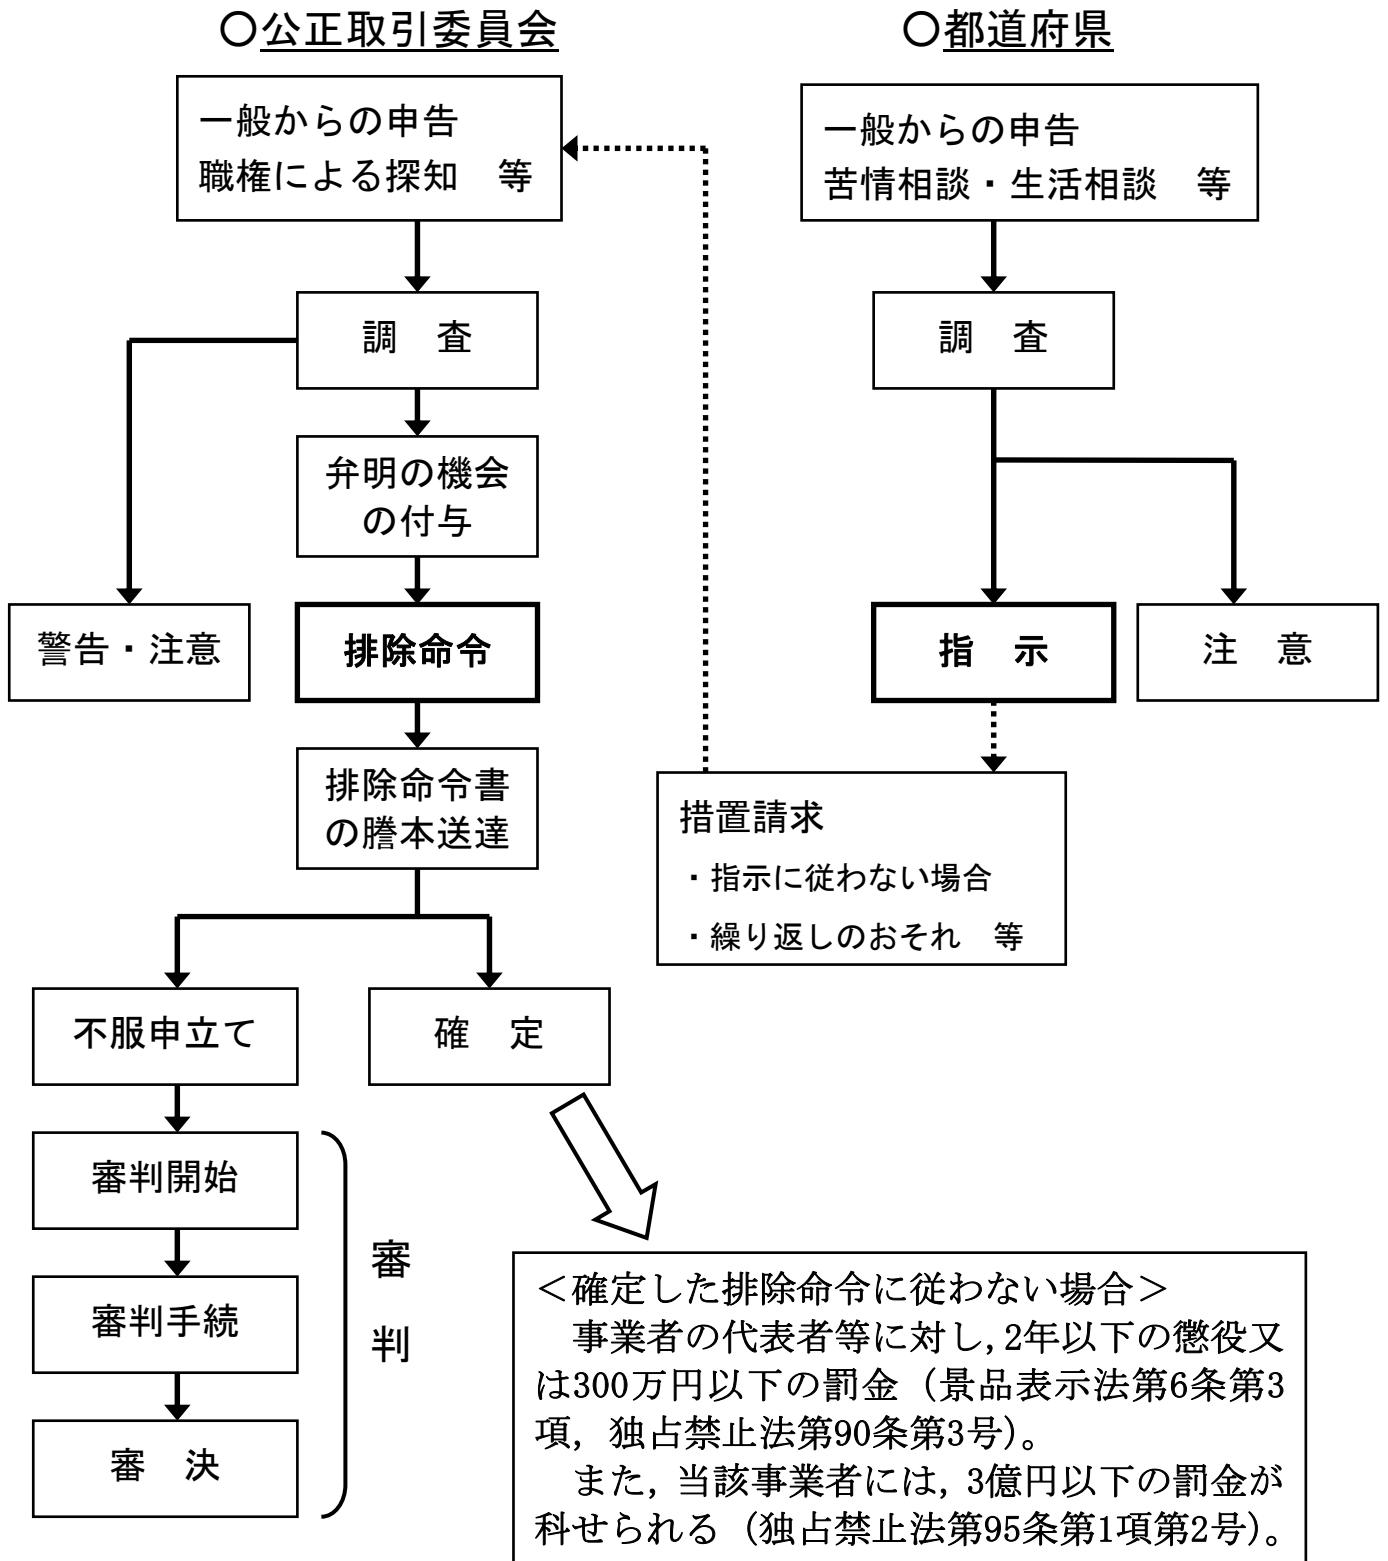 ○公正取引委員会
一般からの申告
職権による探知　等
調　査
弁明の機会
の付与
警告・注意
排除命令
排除命令書
の謄本送達
不服申立て
確　定
審判開始
審判手続
審　決
審
判
○都道府県
一般からの申告
苦情相談・生活相談　等
調　査
指　示
注　意
措置請求
・指示に従わない場合
・繰り返しのおそれ　等
＜確定した排除命令に従わない場合＞
　事業者の代表者等に対し，2年以下の懲役又
は300万円以下の罰金（景品表示法第6条第3
項，独占禁止法第90条第3号）。
　また，当該事業者には，3億円以下の罰金が
科せられる（独占禁止法第95条第1項第2号）。